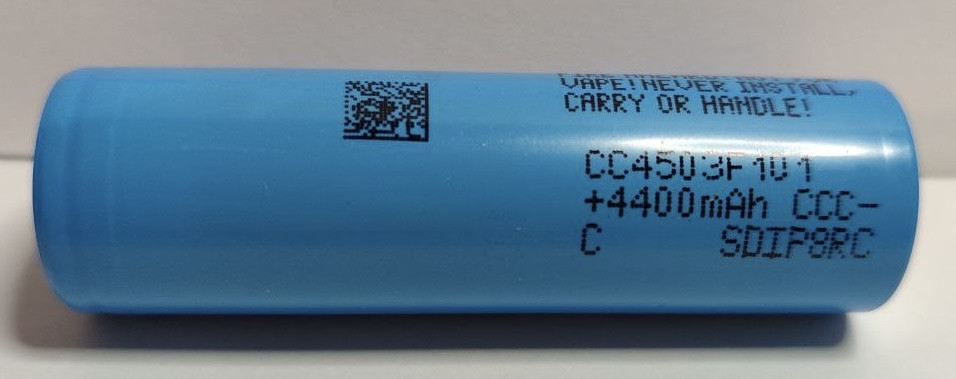 VAPE!NEVER INSTALL,
CARRY OR HANDLE!
CC4503F101
+4400mAh CCC-
C SDIP8RC